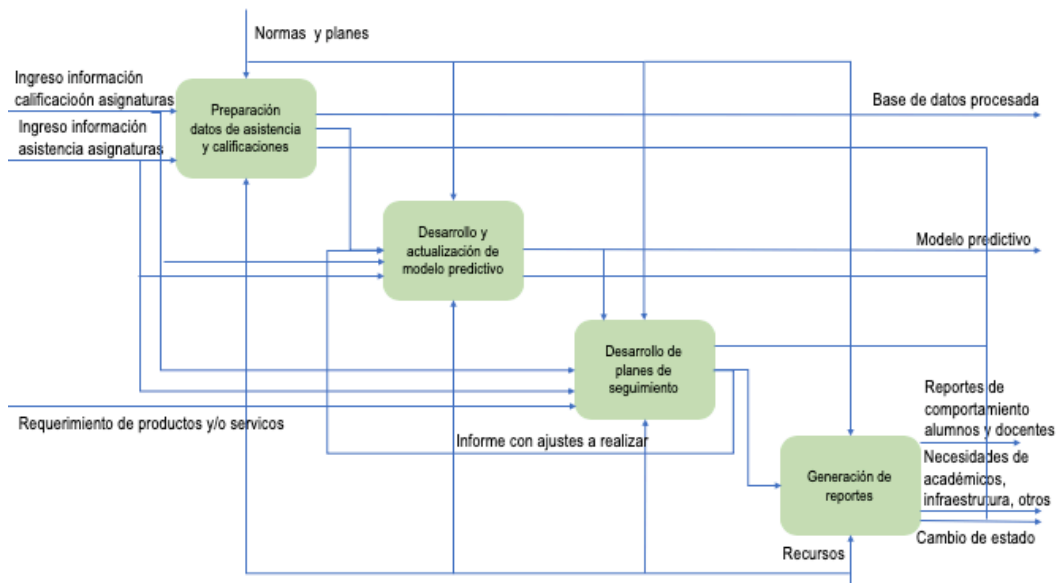 Normas y planes
Ingreso información
calificacioón asignaturas
Ingreso información
asistencia asignaturas
Preparación
datos de asistencia
y calificaciones
Base de datos procesada
Desarrollo y
actualización de
modelo predictivo
Modelo predictivo
Desarrollo de
planes de
seguimiento
Requerimiento de productos y/o servicos
Informe con ajustes a realizar
Generación de
reportes
Reportes de
comportamiento
alumnos y docentes
Necesidades de
académicos,
infraestrutura, otros
Cambio de estado
Recursos